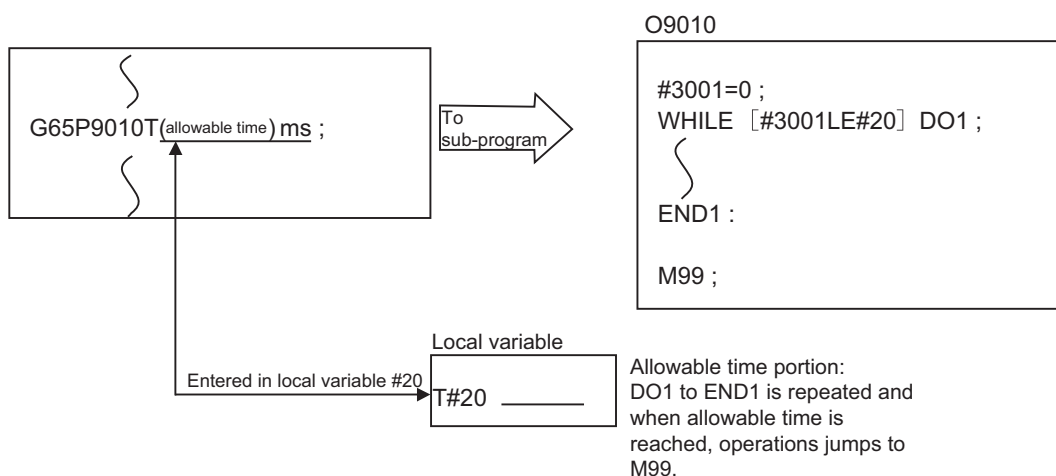 O9010
G65P9010T(allowable time)ms ;
To
sub-program
#3001=0 ;
WHILE [#3001LE#20] DO1 ;
END1 :
M99 ;
Local variable
Entered in local variable #20
T#20
Allowable time portion:
DO1 to END1 is repeated and
when allowable time is
reached, operations jumps to
M99.